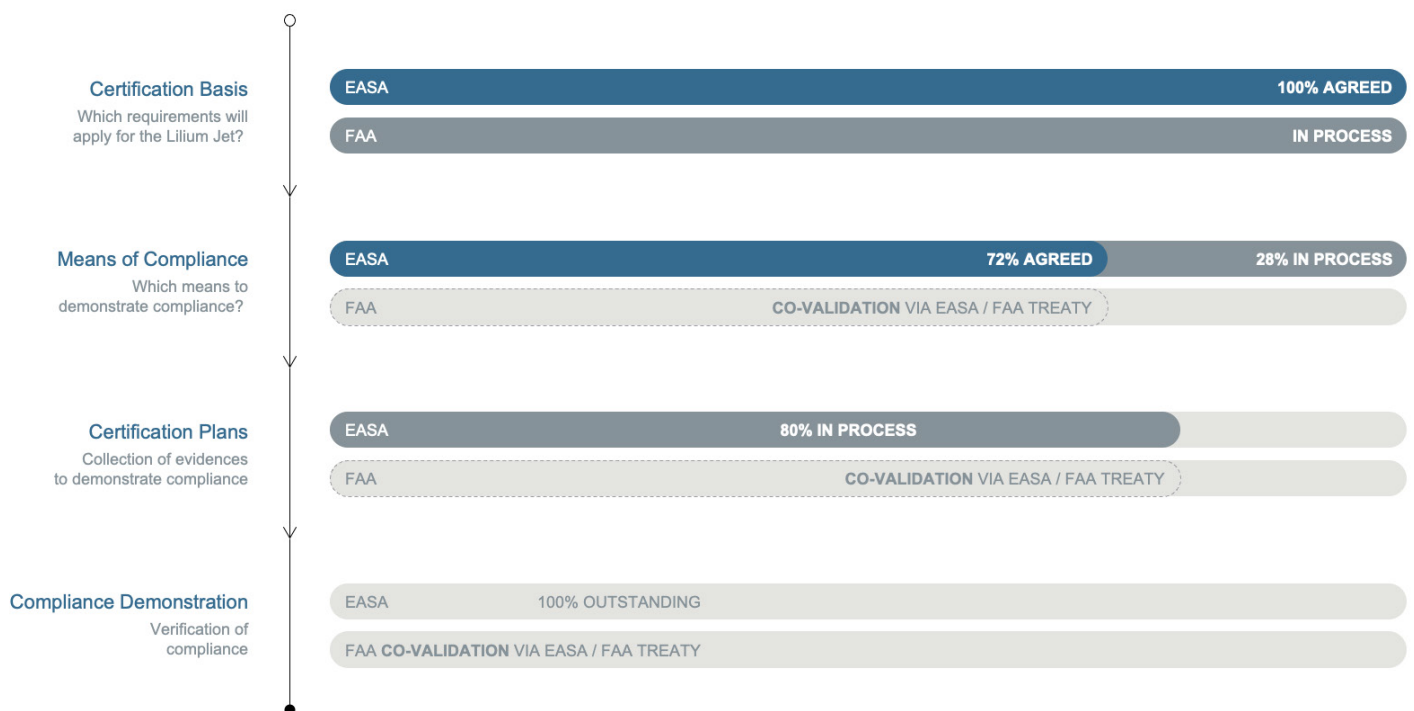 Certification Basis
Which requirements will
apply for the Lilium Jet?
EASA 100% AGREED
FAA IN PROCESS
Means of Compliance
Which means to
demonstrate compliance?
EASA 72% AGREED 28% IN PROCESS
FAA CO-VALIDATION VIA EASA / FAA TREATY
Certification Plans
Collection of evidences
to demonstrate compliance
EASA 80% IN PROCESS
FAA CO-VALIDATION VIA EASA / FAA TREATY
Compliance Demonstration
Verification of
compliance
EASA 100% OUTSTANDING
FAA CO-VALIDATION VIA EASA / FAA TREATY